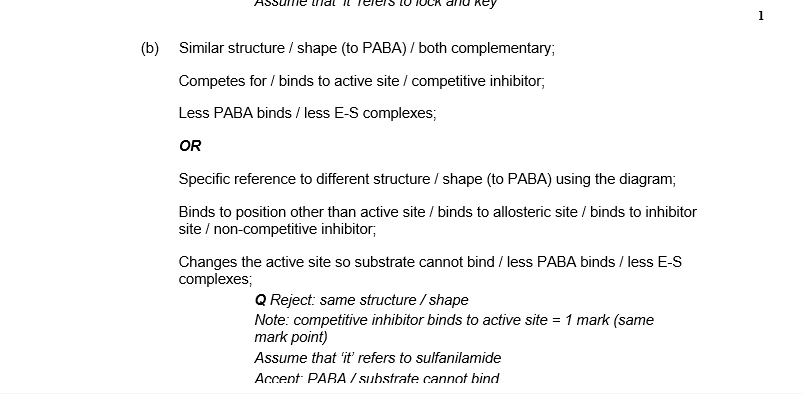 Assume that 'it' refers to lock and key
1
(b) Similar structure / shape (to PABA) / both complementary;
Competes for / binds to active site / competitive inhibitor;
Less PABA binds / less E-S complexes;
OR
Specific reference to different structure / shape (to PABA) using the diagram;
Binds to position other than active site / binds to allosteric site / binds to inhibitor
site / non-competitive inhibitor;
Changes the active site so substrate cannot bind / less PABA binds / less E-S
complexes;
Q Reject: same structure / shape
Note: competitive inhibitor binds to active site = 1 mark (same
mark point)
Assume that 'it' refers to sulfanilamide
Accept: PABA / substrate cannot bind